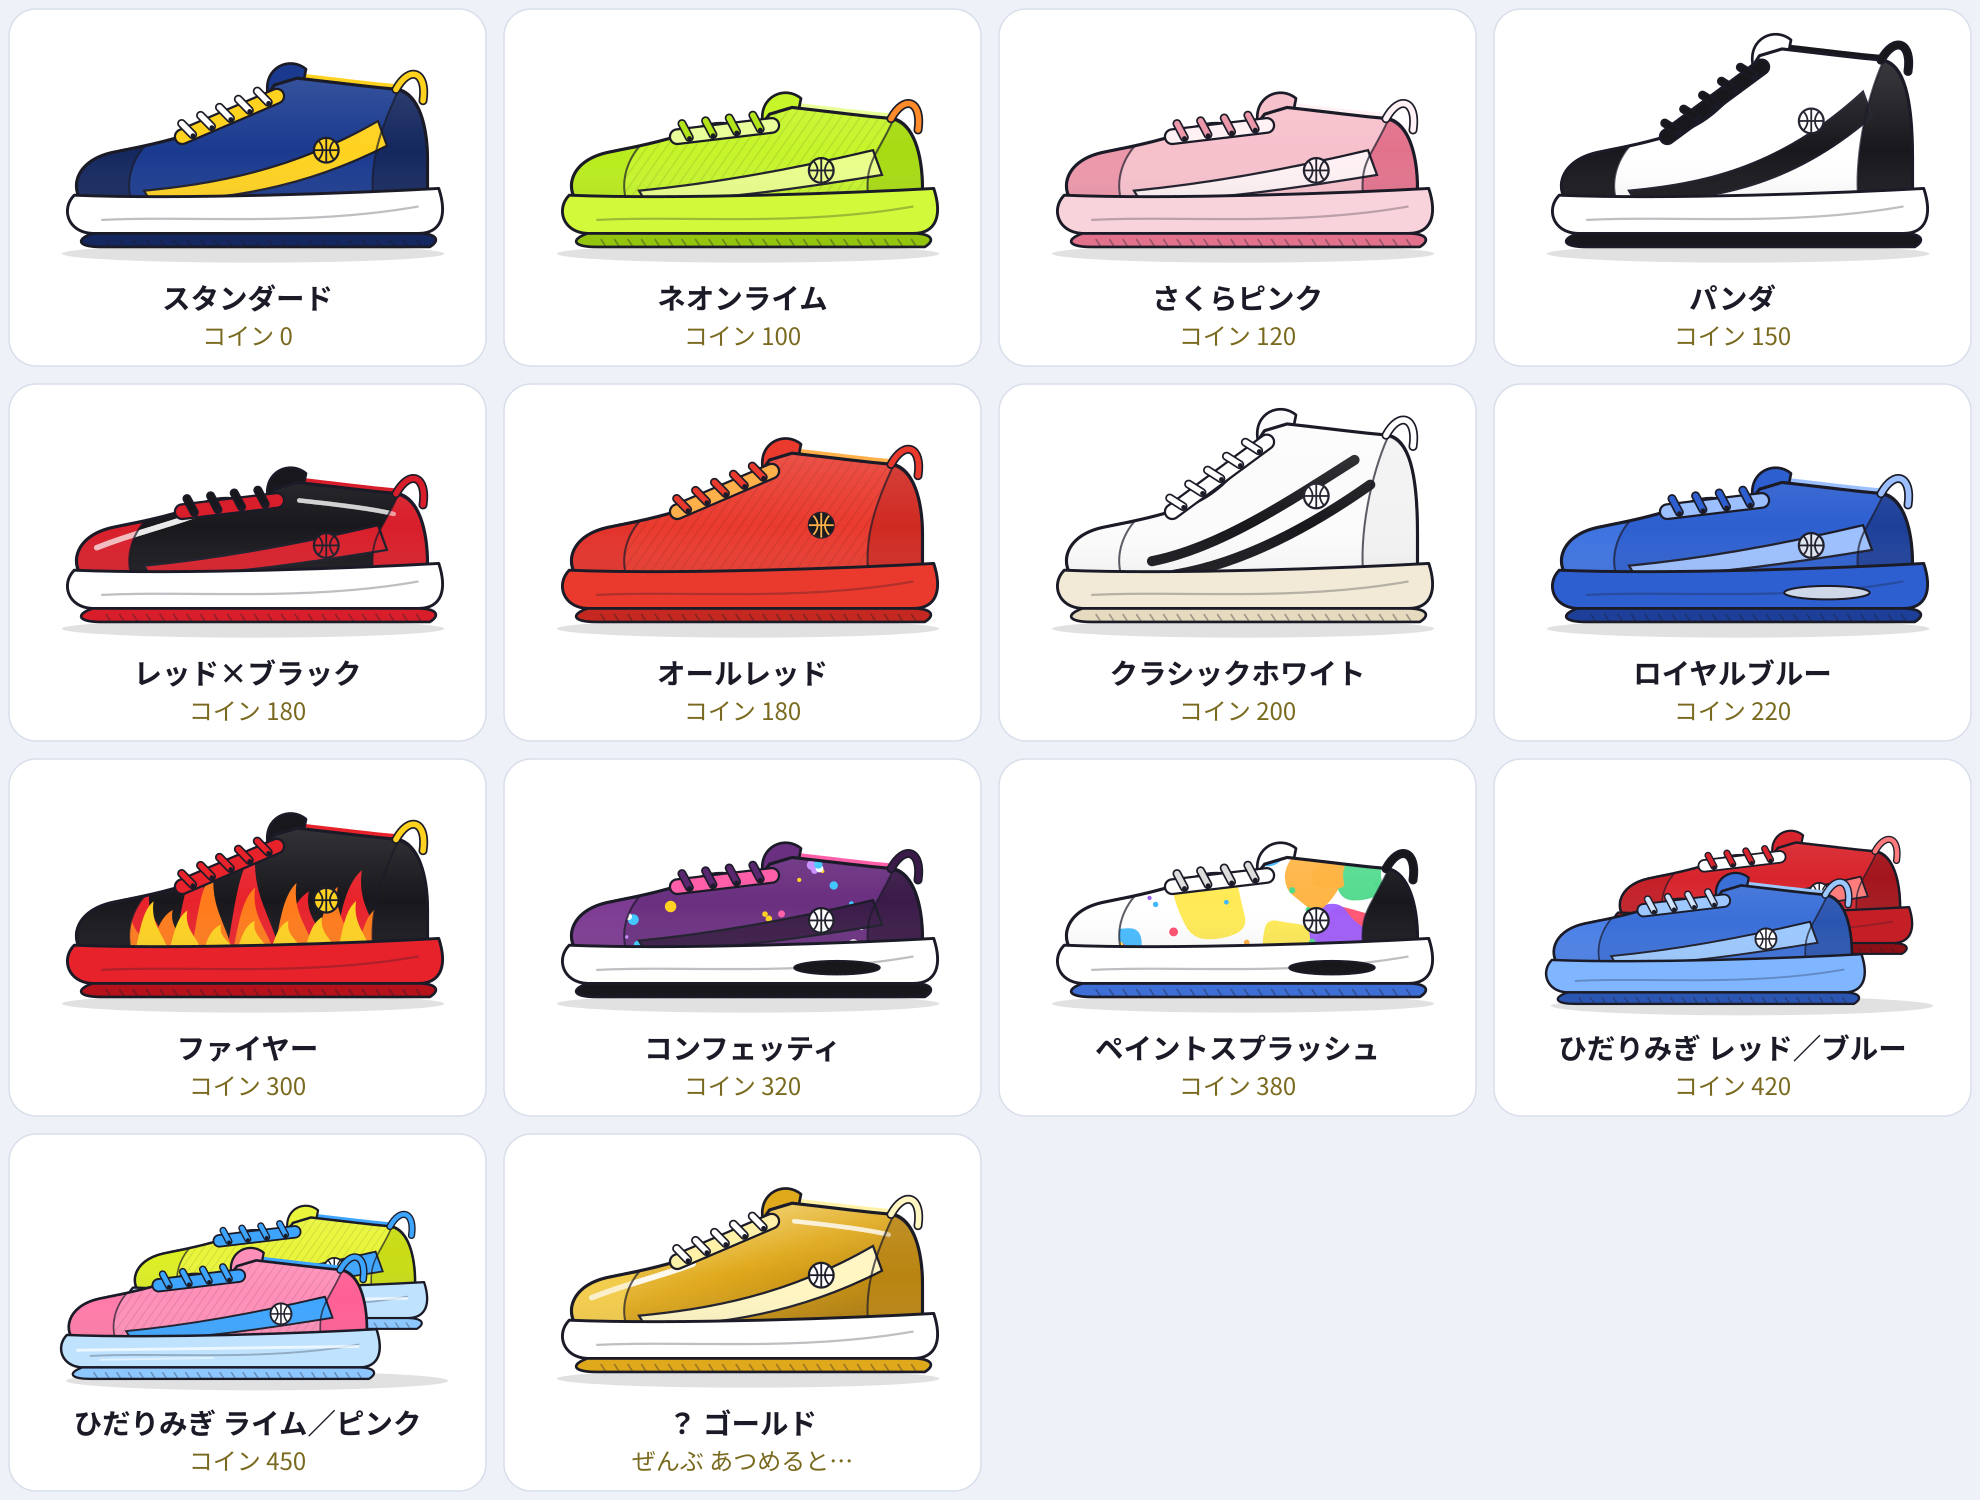 スタンダード
コイン 0
ネオンライム
コイン 100
さくらピンク
コイン 120
パンダ
コイン 150
レッド×ブラック
コイン 180
オールレッド
コイン 180
クラシックホワイト
コイン 200
ロイヤルブルー
コイン 220
ファイヤー
コイン 300
コンフェッティ
コイン 320
ペイントスプラッシュ
コイン 380
ひだりみぎ レッド／ブルー
コイン 420
ひだりみぎ ライム／ピンク
コイン 450
？ ゴールド
ぜんぶ あつめると…